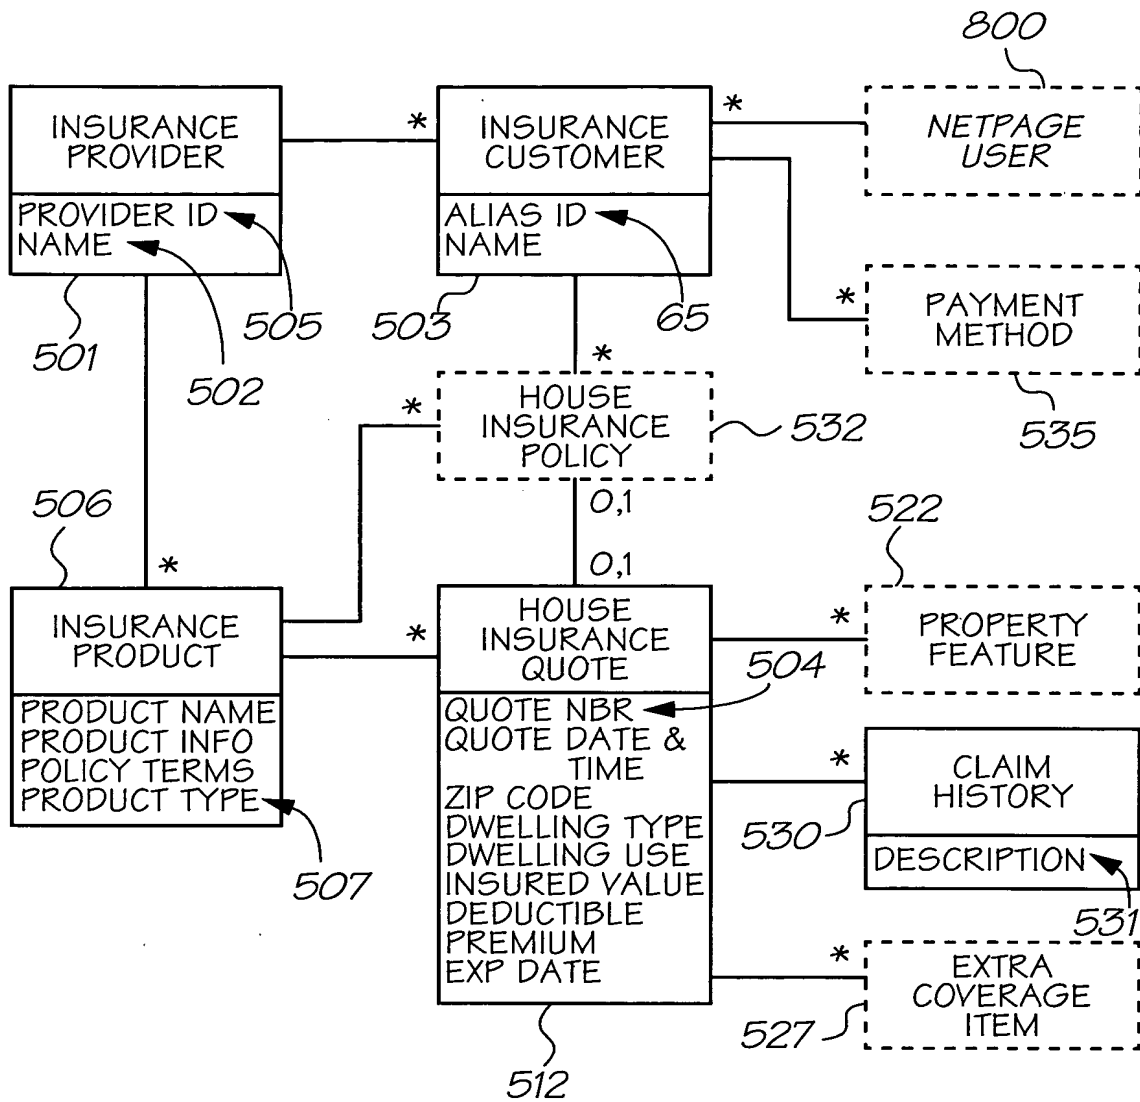 800
INSURANCE
PROVIDER
PROVIDER ID
NAME
501
505
502
*
INSURANCE
CUSTOMER
ALIAS ID
NAME
503
65
*
NETPAGE
USER
*
PAYMENT
METHOD
535
*
*
HOUSE
INSURANCE
POLICY
532
0,1
0,1
506
*
INSURANCE
PRODUCT
PRODUCT NAME
PRODUCT INFO
POLICY TERMS
PRODUCT TYPE
507
*
HOUSE
INSURANCE
QUOTE
504
QUOTE NBR
QUOTE DATE &
TIME
ZIP CODE
DWELLING TYPE
DWELLING USE
INSURED VALUE
DEDUCTIBLE
PREMIUM
EXP DATE
512
522
*
PROPERTY
FEATURE
*
CLAIM
HISTORY
530
DESCRIPTION
531
*
EXTRA
COVERAGE
ITEM
527